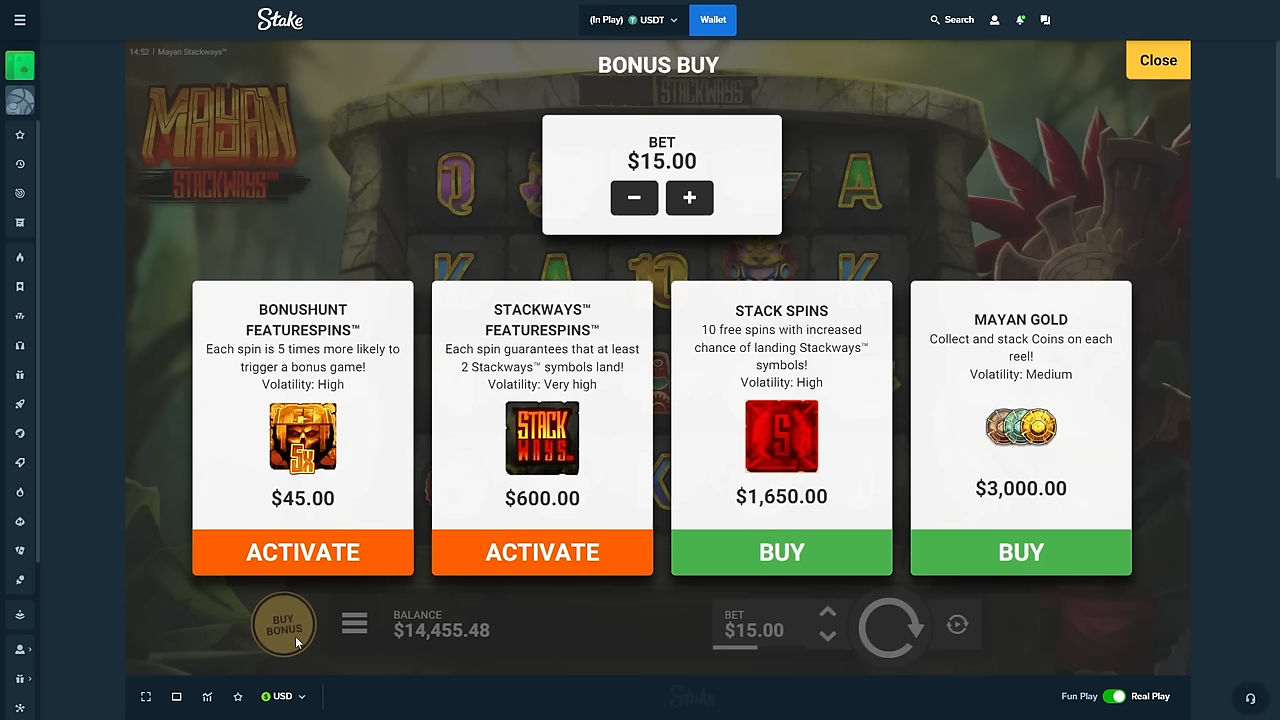 Stake
(In Play) USDT
Wallet
Search
14:52 | Mayan Stackways™
BONUS BUY
Close
MAYAN
STACKWAYS
STACKWAYS
BET
$15.00
Q
A
K
A
10
K
BONUSHUNT
FEATURESPINS™
Each spin is 5 times more likely to
trigger a bonus game!
Volatility: High
FS
5x
$45.00
ACTIVATE
STACKWAYS™
FEATURESPINS™
Each spin guarantees that at least
2 Stackways™ symbols land!
Volatility: Very high
STACK
WAYS
$600.00
ACTIVATE
STACK SPINS
10 free spins with increased
chance of landing Stackways™
symbols!
Volatility: High
S
$1,650.00
BUY
MAYAN GOLD
Collect and stack Coins on each
reel!
Volatility: Medium
$3,000.00
BUY
K
BUY
BONUS
BALANCE
$14,455.48
BET
$15.00
USD
Stake
Fun Play
Real Play